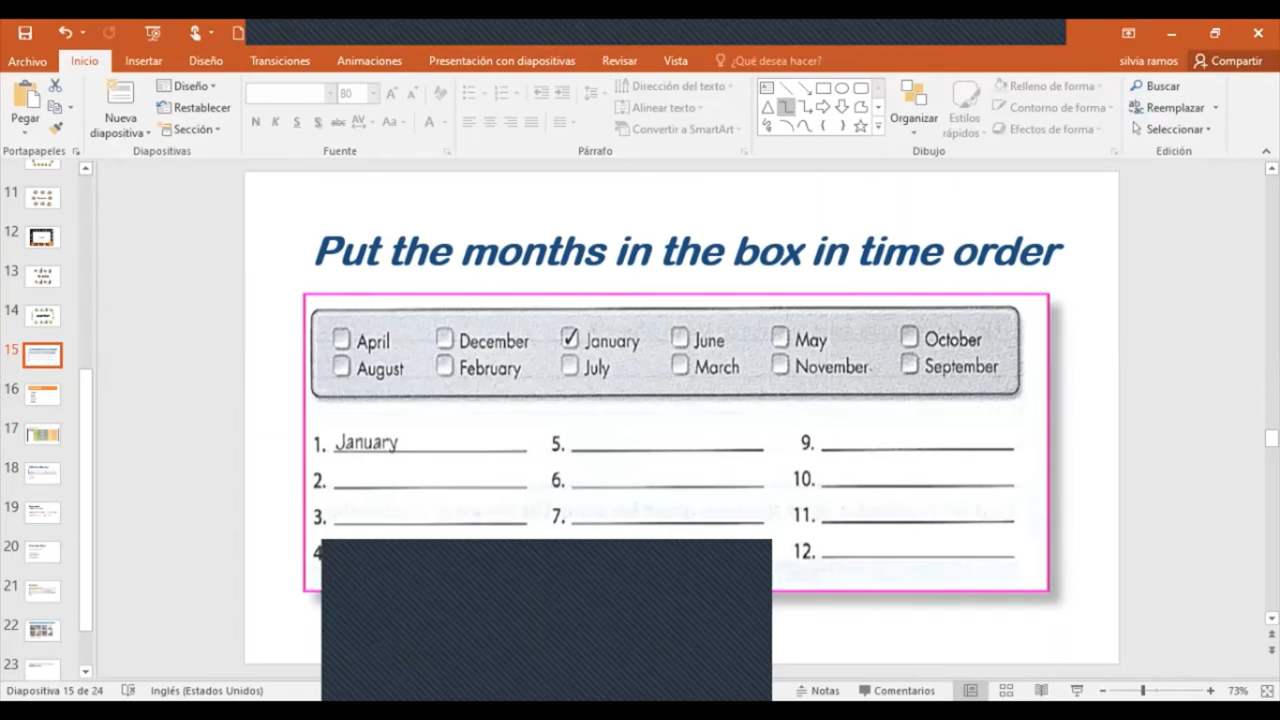 Archivo Inicio Insertar Diseño Transiciones Animaciones Presentación con diapositivas Revisar Vista ¿Qué desea hacer? silvia ramos Compartir
Pegar
Portapapeles
Nueva diapositiva
Diseño
Restablecer
Sección
Diapositivas
80
N K S S abc AV Aa A
Fuente
Dirección del texto
Alinear texto
Convertir a SmartArt
Párrafo
Organizar
Estilos rápidos
Relleno de forma
Contorno de forma
Efectos de forma
Dibujo
Buscar
Reemplazar
Seleccionar
Edición
11
12
13
14
15
16
17
18
19
20
21
22
23
Put the months in the box in time order
April December January June May October
August February July March November September
1. January 5. 9.
2. 6. 10.
3. 7. 11.
4 12.
Diapositiva 15 de 24 Inglés (Estados Unidos) Notas Comentarios 73%